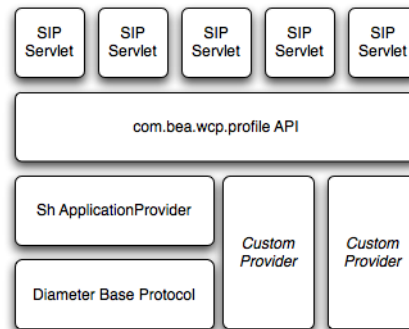 SIP SIP SIP SIP SIP
Servlet Servlet Servlet Servlet Servlet
com.bea.wcp.profile API
Sh ApplicationProvider
Custom Custom
Provider Provider
Diameter Base Protocol